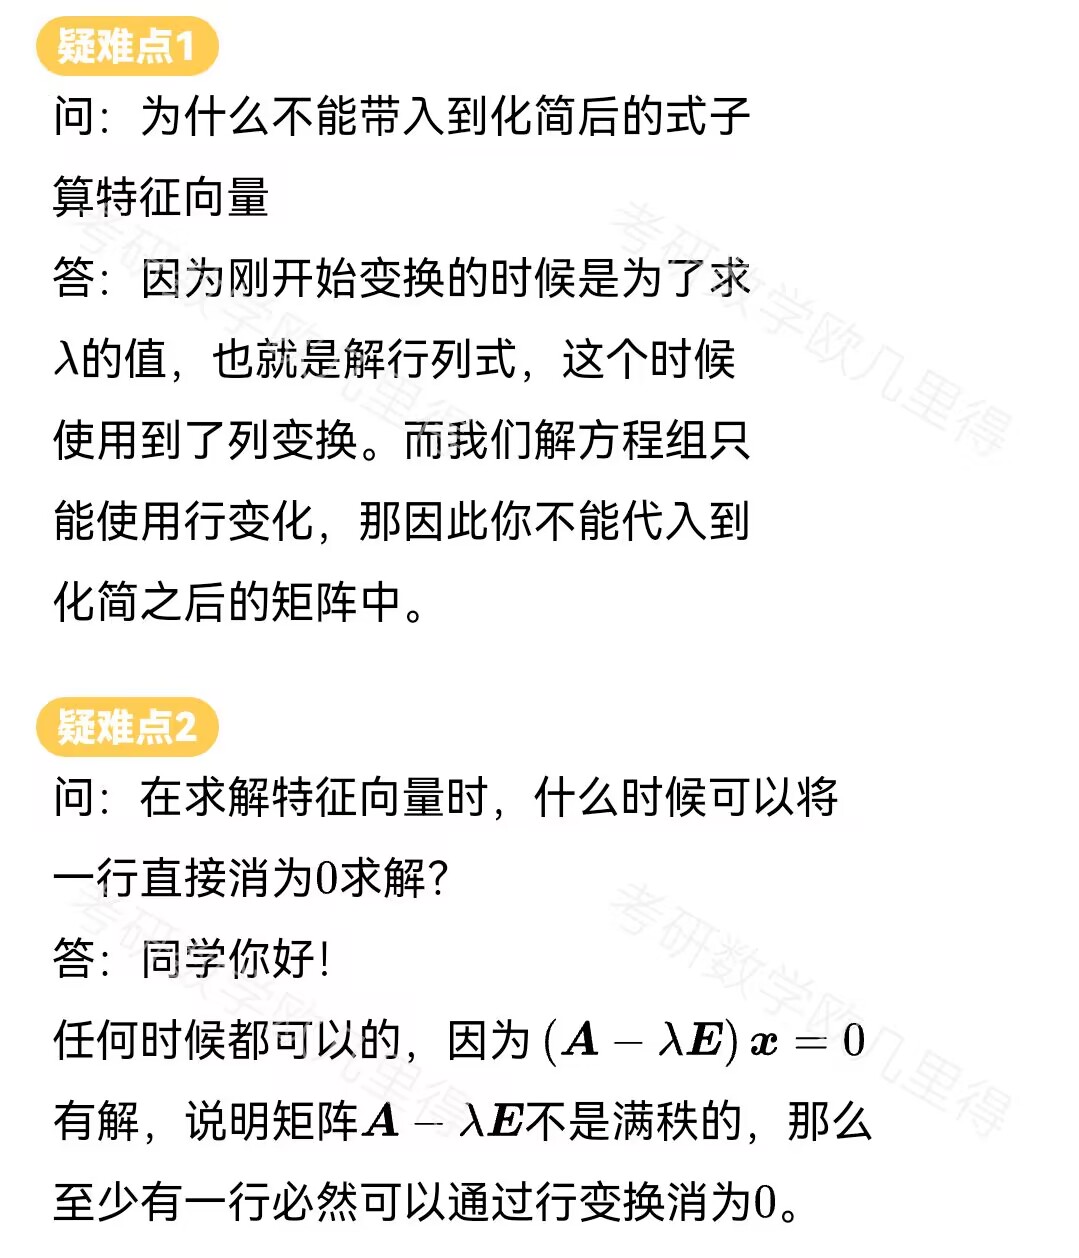 疑难点1
问：为什么不能带入到化简后的式子
算特征向量
答：因为刚开始变换的时候是为了求
λ的值，也就是解行列式，这个时候
使用到了列变换。而我们解方程组只
能使用行变化，那因此你不能代入到
化简之后的矩阵中。
疑难点2
问：在求解特征向量时，什么时候可以将
一行直接消为0求解？
答：同学你好！
任何时候都可以的，因为(A − λE) x = 0
有解，说明矩阵A − λE不是满秩的，那么
至少有一行必然可以通过行变换消为0。
考研数学欧几里得
考研数学欧几里得
考研数学欧几里得
考研数学欧几里得